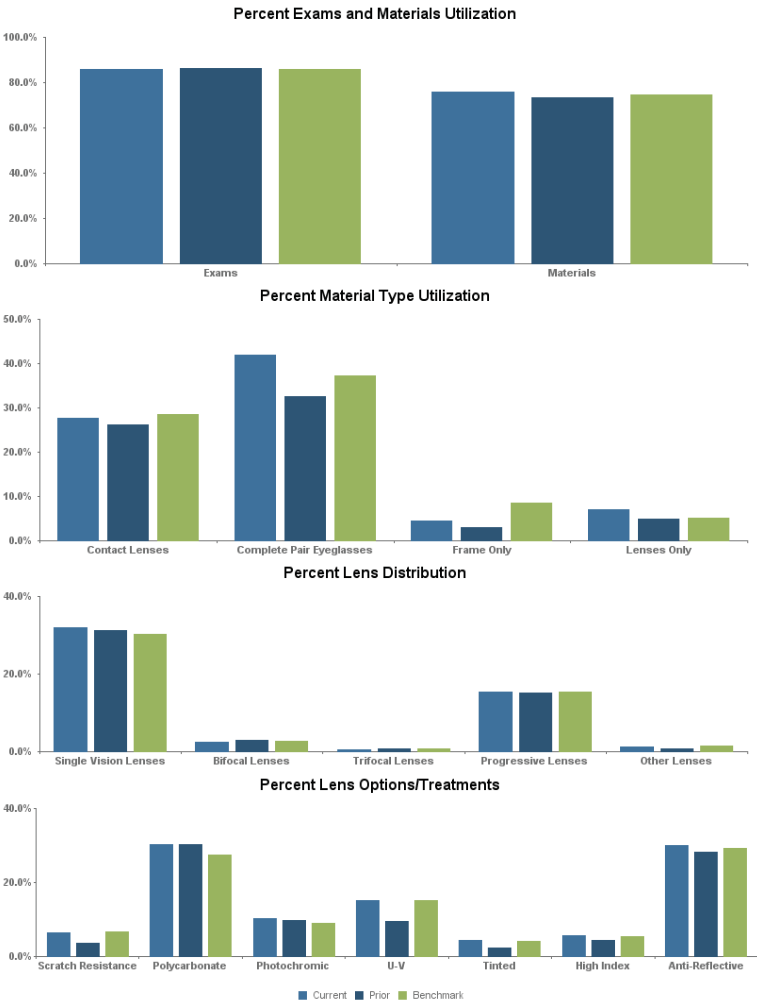 Percent Exams and Materials Utilization
100.0%
80.0%
60.0%
40.0%
20.0%
0.0%
Exams Materials
Percent Material Type Utilization
50.0%
40.0%
30.0%
20.0%
10.0%
0.0%
Contact Lenses Complete Pair Eyeglasses Frame Only Lenses Only
Percent Lens Distribution
40.0%
20.0%
0.0%
Single Vision Lenses Bifocal Lenses Trifocal Lenses Progressive Lenses Other Lenses
Percent Lens Options/Treatments
40.0%
20.0%
0.0%
Scratch Resistance Polycarbonate Photochromic U-V Tinted High Index Anti-Reflective
Current Prior Benchmark